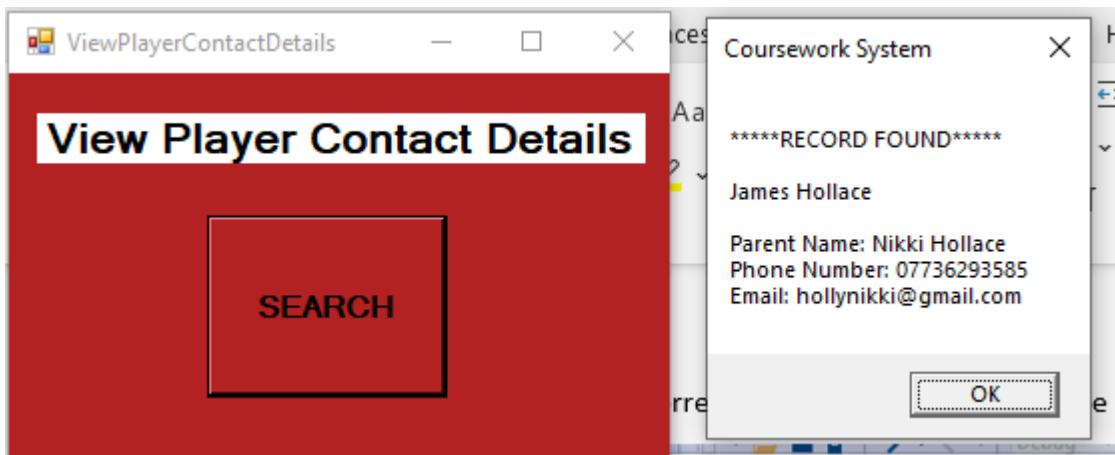 ViewPlayerContactDetails
View Player Contact Details
SEARCH
Aa
Coursework System
*****RECORD FOUND*****
James Hollace
Parent Name: Nikki Hollace
Phone Number: 07736293585
Email: hollynikki@gmail.com
OK